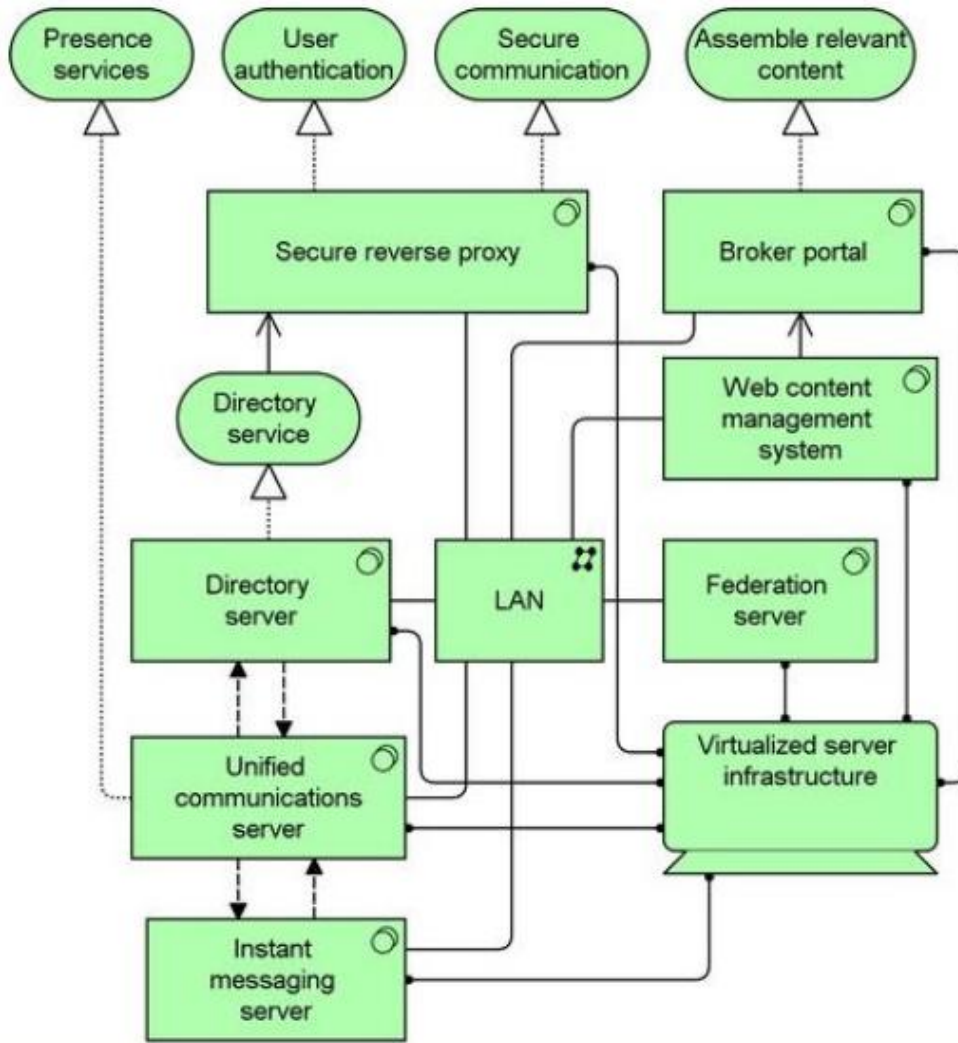 Presence
services
User
authentication
Secure
communication
Assemble relevant
content
Secure reverse proxy
Broker portal
Directory
service
Web content
management
system
Directory
server
LAN
Federation
server
Unified
communications
server
Virtualized server
infrastructure
Instant
messaging
server